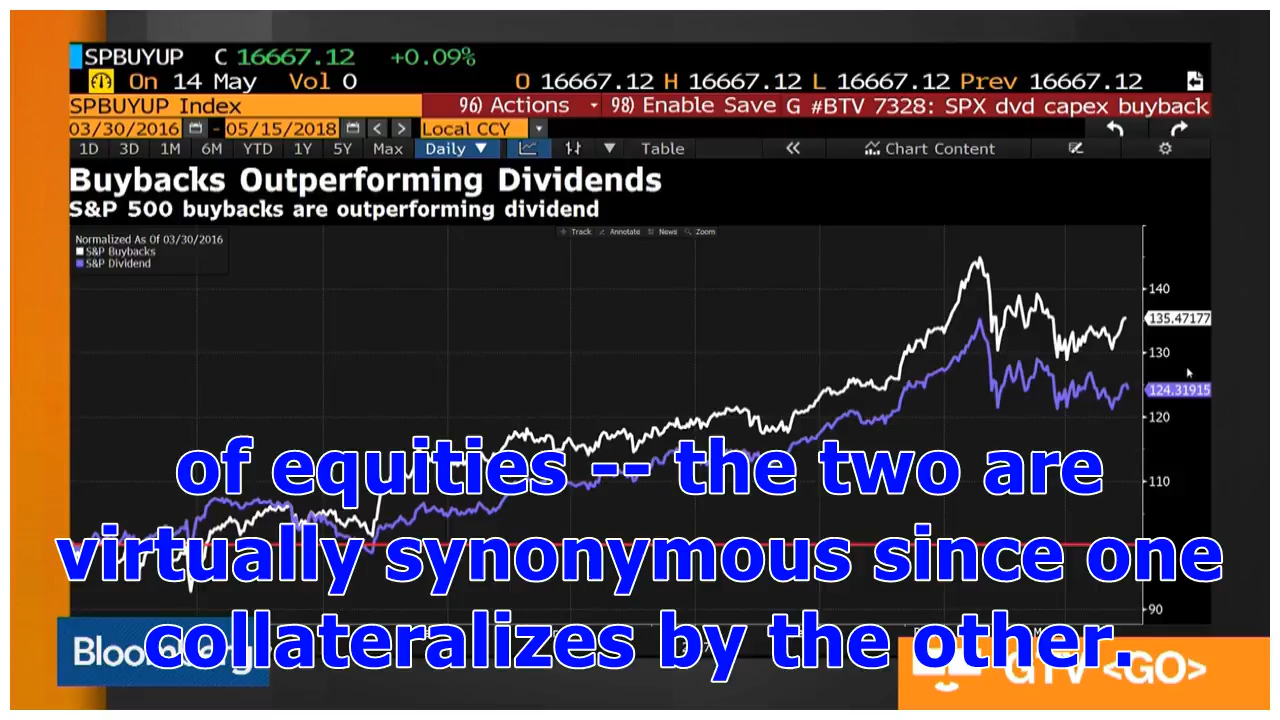 SPBUYUP C 16667.12 +0.09%
On 14 May Vol 0 O 16667.12 H 16667.12 L 16667.12 Prev 16667.12
SPBUYUP Index 96) Actions 98) Enable Save G #BTV 7328: SPX dvd capex buyback
03/30/2016 - 05/15/2018 < > Local CCY
1D 3D 1M 6M YTD 1Y 5Y Max Daily ▼ ▼ Table « Chart Content
Buybacks Outperforming Dividends
S&P 500 buybacks are outperforming dividend
Track Annotate News Zoom
Normalized As Of 03/30/2016
S&P Buybacks
S&P Dividend
140
135.47177
130
124.31915
120
110
90
of equities -- the two are
virtually synonymous since one
collateralizes by the other.
Bloomberg
GTV <GO>